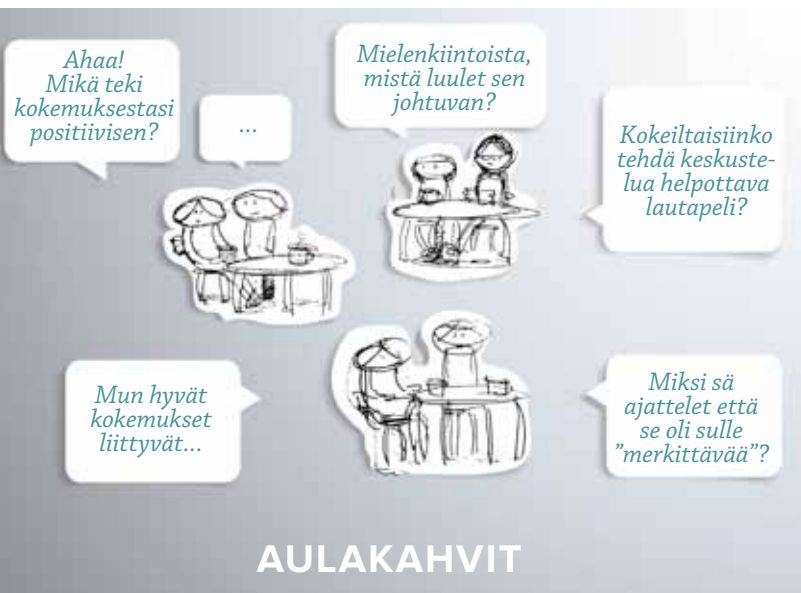 Ahaa!
Mikä teki
kokemuksestasi
positiivisen?
...
Mielenkiintoista,
mistä luulet sen
johtuvan?
Kokeiltaisiinko
tehdä keskuste-
lua helpottava
lautapeli?
Mun hyvät
kokemukset
liittyvät...
Miksi sä
ajattelet että
se oli sulle
"merkittävää"?
AULAKAHVIT